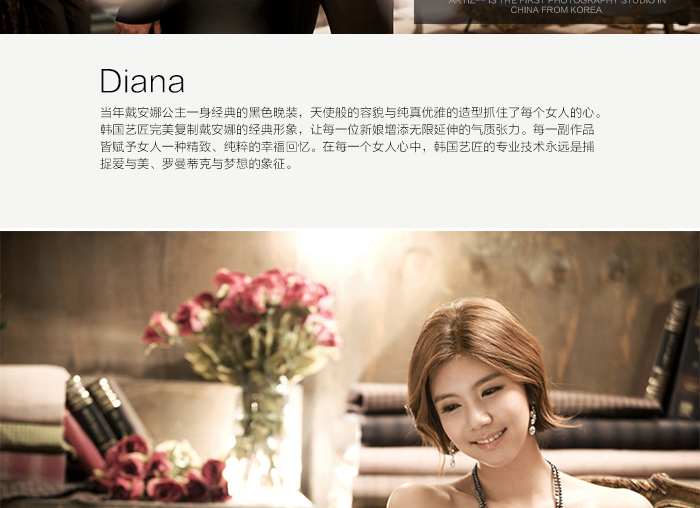 ARTIZ IS THE FIRST PHOTOGRAPHY STUDIO IN
CHINA FROM KOREA
Diana
当年戴安娜公主一身经典的黑色晚装，天使般的容貌与纯真优雅的造型抓住了每个女人的心。
韩国艺匠完美复制戴安娜的经典形象，让每一位新娘增添无限延伸的气质张力。每一副作品
皆赋予女人一种精致、纯粹的幸福回忆。在每一个女人心中，韩国艺匠的专业技术永远是捕
捉爱与美、罗曼蒂克与梦想的象征。